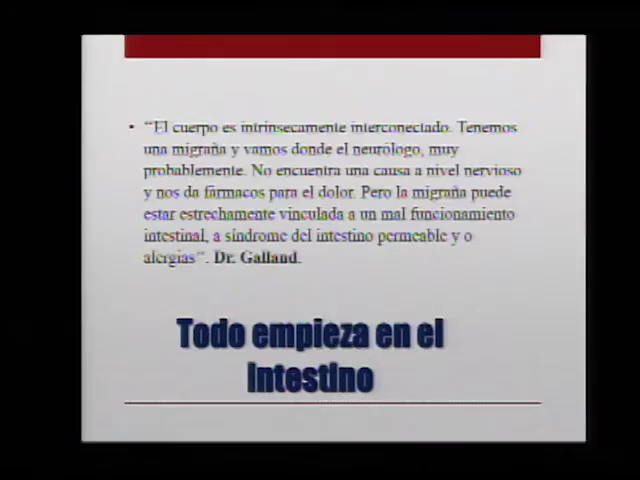 • “El cuerpo es intrínsecamente interconectado. Tenemos
una migraña y vamos donde el neurólogo, muy
probablemente. No encuentra una causa a nivel nervioso
y nos da fármacos para el dolor. Pero la migraña puede
estar estrechamente vinculada a un mal funcionamiento
intestinal, a síndrome del intestino permeable y o
alergias”. Dr. Galland.
Todo empieza en el
intestino